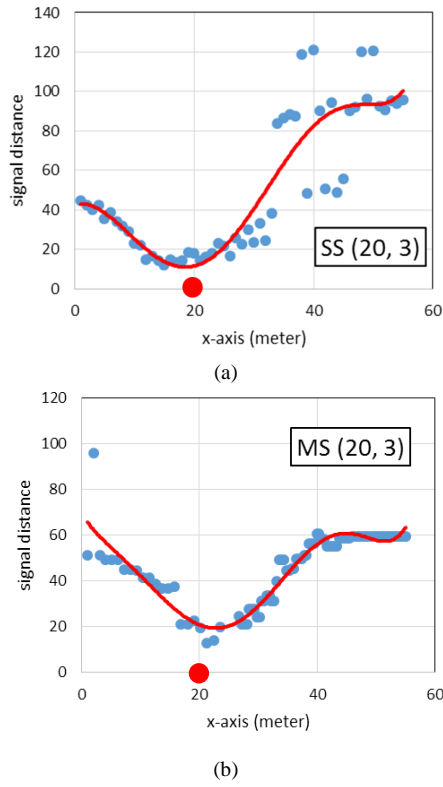 140
120
100
80
60
40
20
0
signal distance
SS (20, 3)
0 20 40 60
x-axis (meter)
(a)
120
100
80
60
40
20
0
signal distance
MS (20, 3)
0 20 40 60
x-axis (meter)
(b)